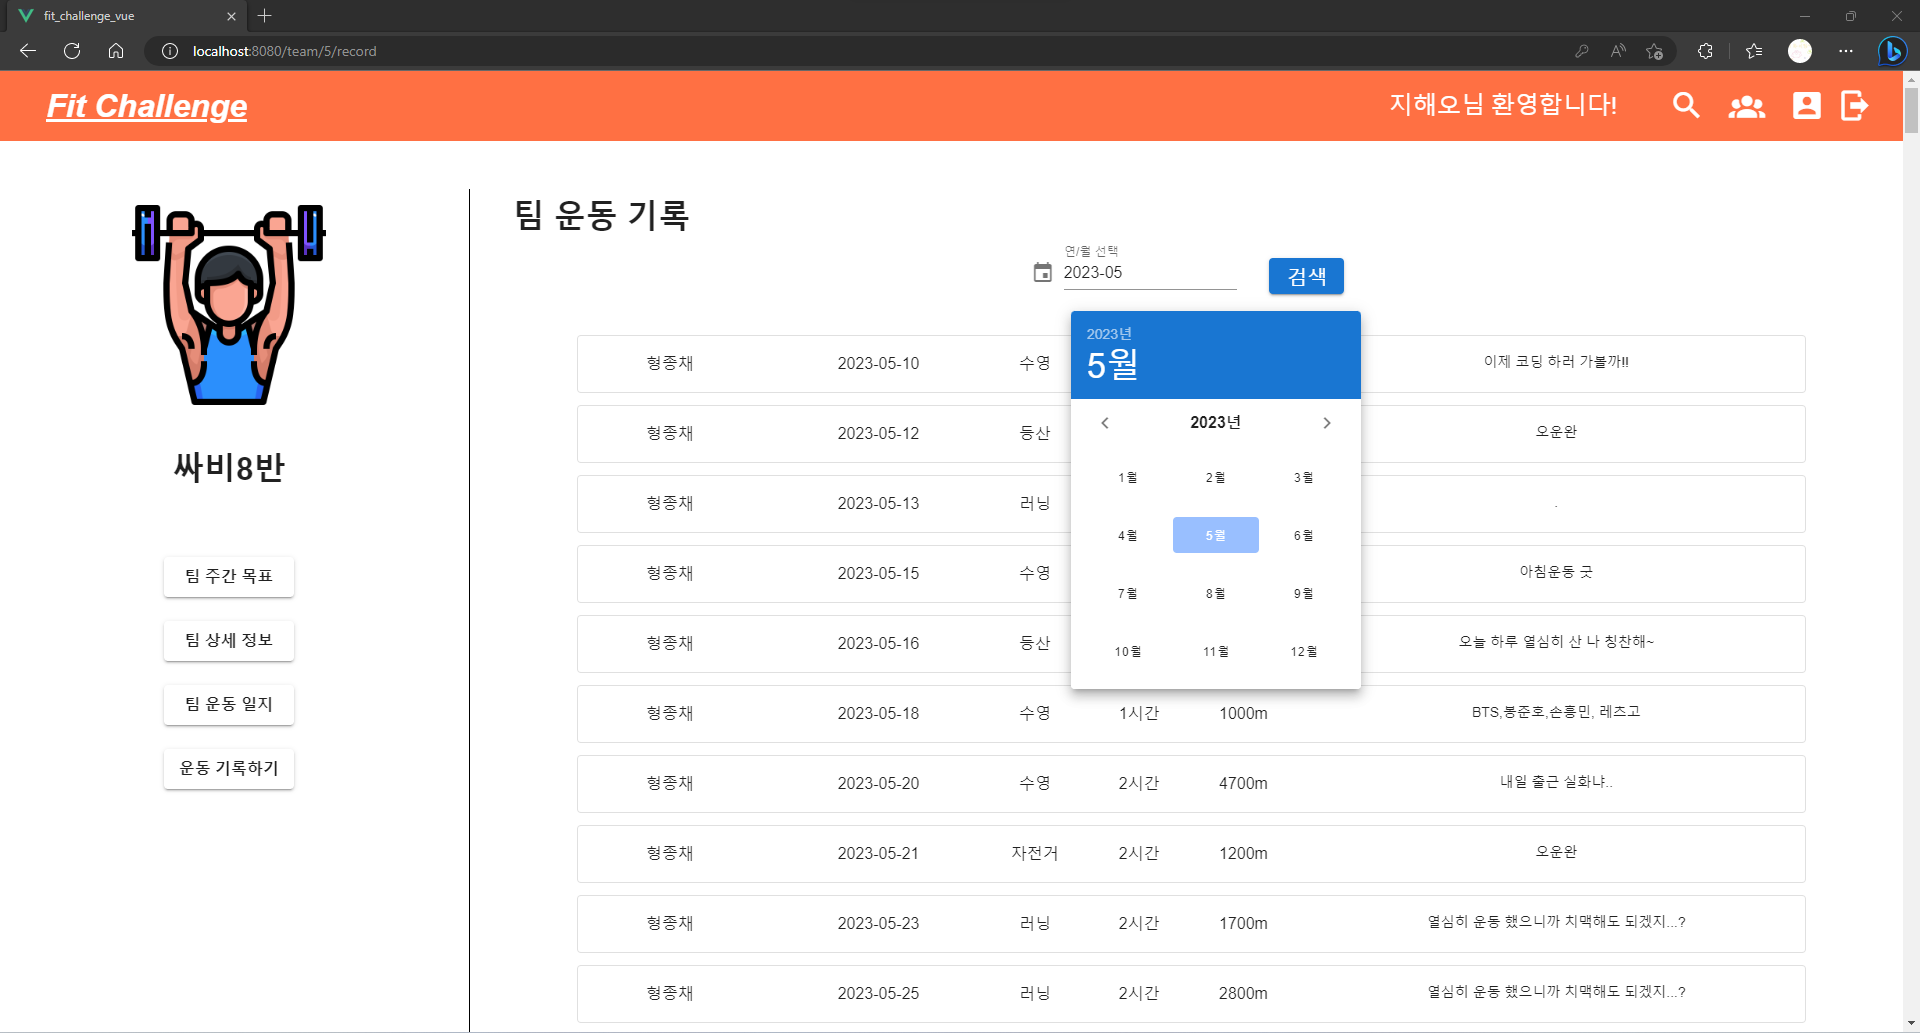 fit_challenge_vue
localhost:8080/team/5/record
Fit Challenge
지해오님 환영합니다!
싸비8반
팀 주간 목표
팀 상세 정보
팀 운동 일지
운동 기록하기
팀 운동 기록
연/월 선택
2023-05
검색
2023년
5월
2023년
1월 2월 3월
4월 5월 6월
7월 8월 9월
10월 11월 12월
형종채 2023-05-10 수영 이제 코딩 하러 가볼까!!
형종채 2023-05-12 등산 오운완
형종채 2023-05-13 러닝 .
형종채 2023-05-15 수영 아침운동 굿
형종채 2023-05-16 등산 오늘 하루 열심히 산 나 칭찬해~
형종채 2023-05-18 수영 1시간 1000m BTS,봉준호,손흥민, 레츠고
형종채 2023-05-20 수영 2시간 4700m 내일 출근 실화냐..
형종채 2023-05-21 자전거 2시간 1200m 오운완
형종채 2023-05-23 러닝 2시간 1700m 열심히 운동 했으니까 치맥해도 되겠지...?
형종채 2023-05-25 러닝 2시간 2800m 열심히 운동 했으니까 치맥해도 되겠지...?